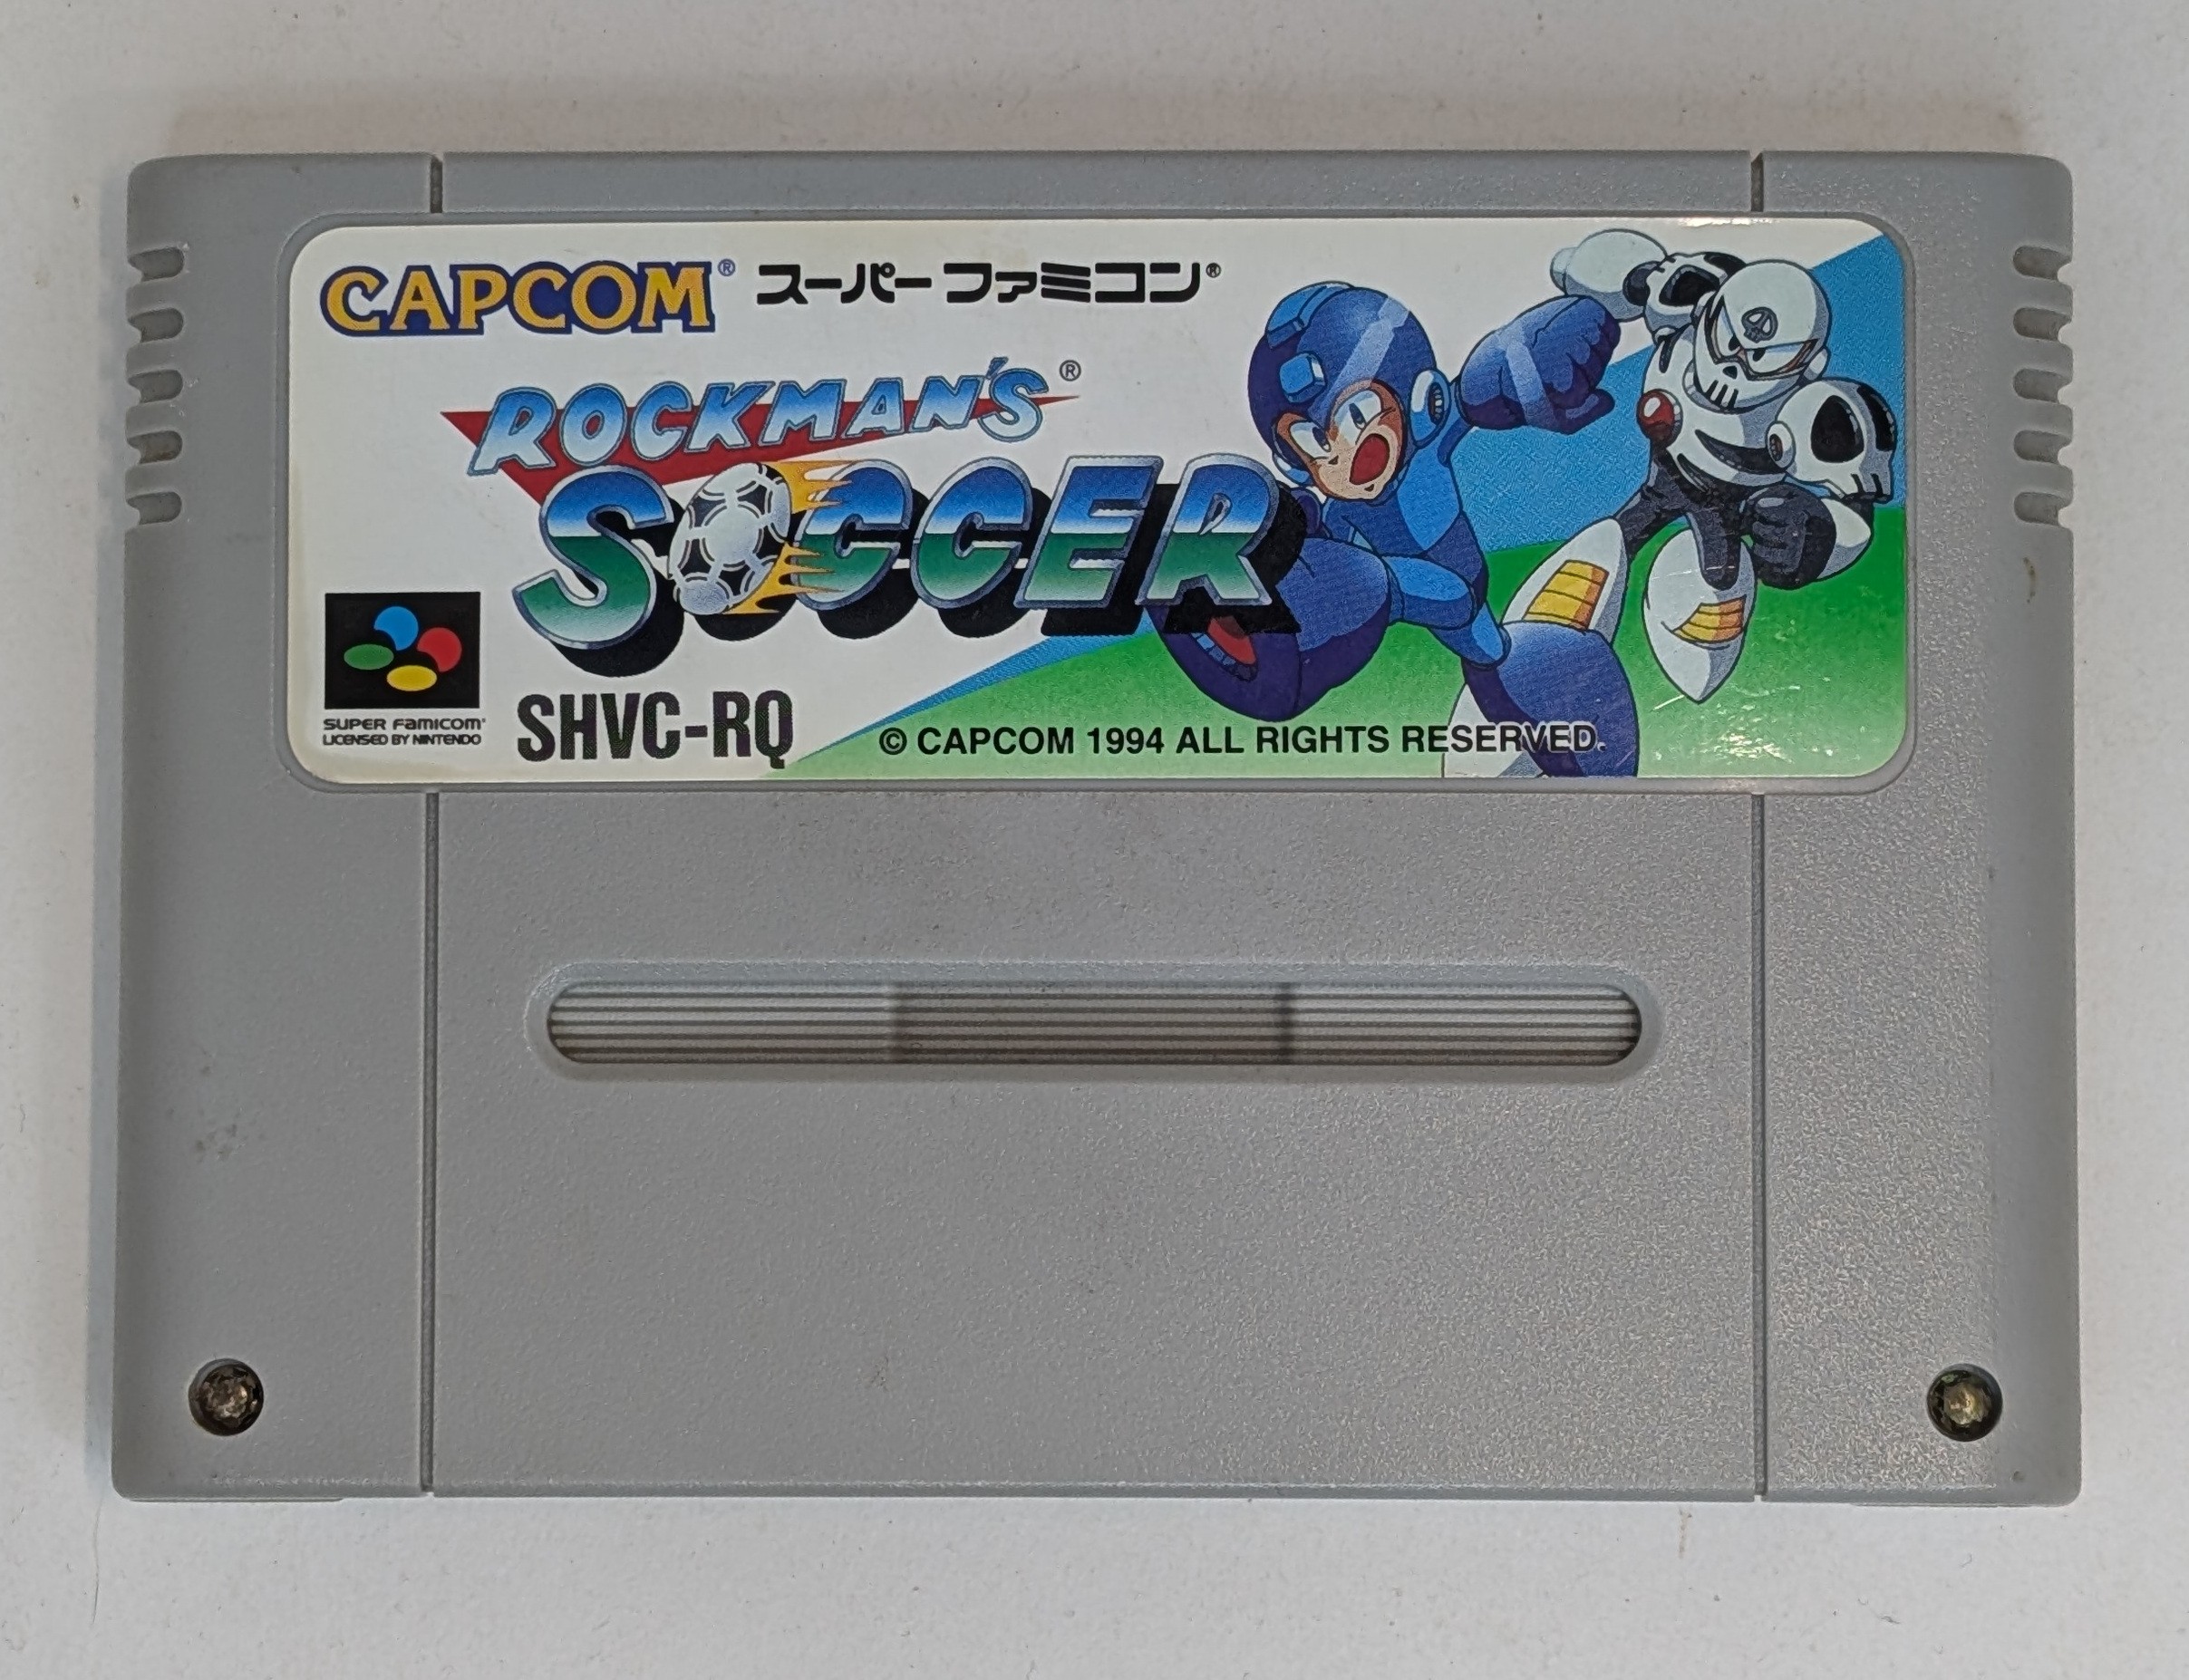 CAPCOM® スーパーファミコン®
ROCKMAN'S®
SOCCER
SUPER FAMICOM®
LICENSED BY NINTENDO
SHVC-RQ
© CAPCOM 1994 ALL RIGHTS RESERVED.